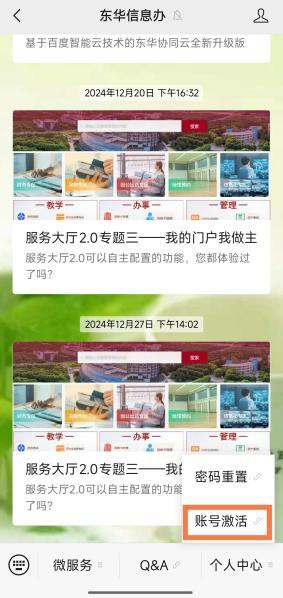 东华信息办
基于百度智能云技术的东华协同云全新升级版
2024年12月20日 下午16:32
搜索
教学 办事 管理
服务大厅2.0专题三——我的门户我做主
服务大厅2.0可以自主配置的功能，您都体验过
了吗？
2024年12月27日 下午14:02
搜索
教学 办事 管理
服务大厅2.0专题三——我的
服务大厅2.0可以自主配置的功能
了吗？
密码重置
账号激活
微服务 Q&A 个人中心